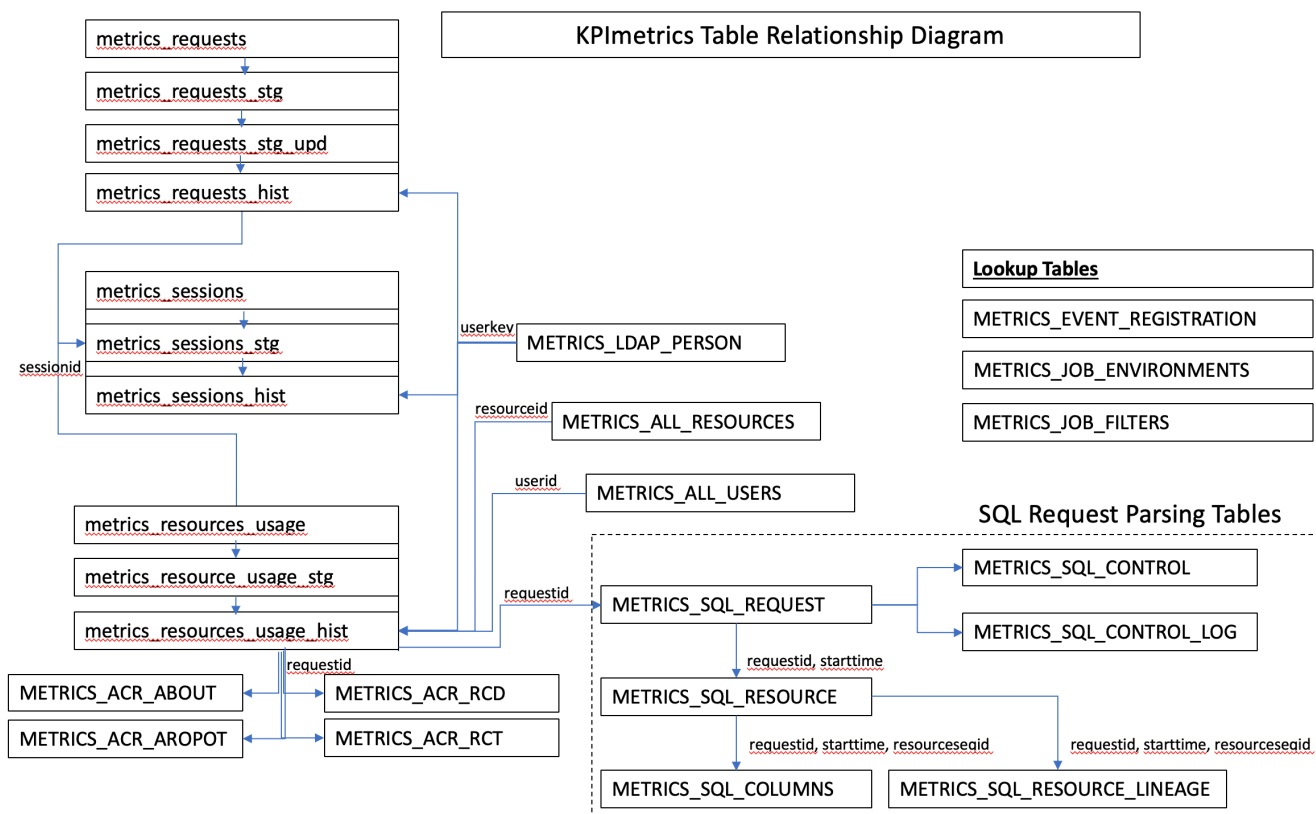 KPImetrics Table Relationship Diagram
metrics_requests
metrics_requests_stg
metrics_requests_stg_upd
metrics_requests_hist
metrics_sessions
metrics_sessions_stg
metrics_sessions_hist
sessionid
userkey
METRICS_LDAP_PERSON
resourceid
METRICS_ALL_RESOURCES
userid
METRICS_ALL_USERS
Lookup Tables
METRICS_EVENT_REGISTRATION
METRICS_JOB_ENVIRONMENTS
METRICS_JOB_FILTERS
metrics_resources_usage
metrics_resource_usage_stg
metrics_resources_usage_hist
requestid
METRICS_ACR_ABOUT
METRICS_ACR_RCD
METRICS_ACR_AROPOT
METRICS_ACR_RCT
SQL Request Parsing Tables
requestid
METRICS_SQL_REQUEST
METRICS_SQL_CONTROL
METRICS_SQL_CONTROL_LOG
requestid, starttime
METRICS_SQL_RESOURCE
requestid, starttime, resourceseqid
requestid, starttime, resourceseqid
METRICS_SQL_COLUMNS
METRICS_SQL_RESOURCE_LINEAGE